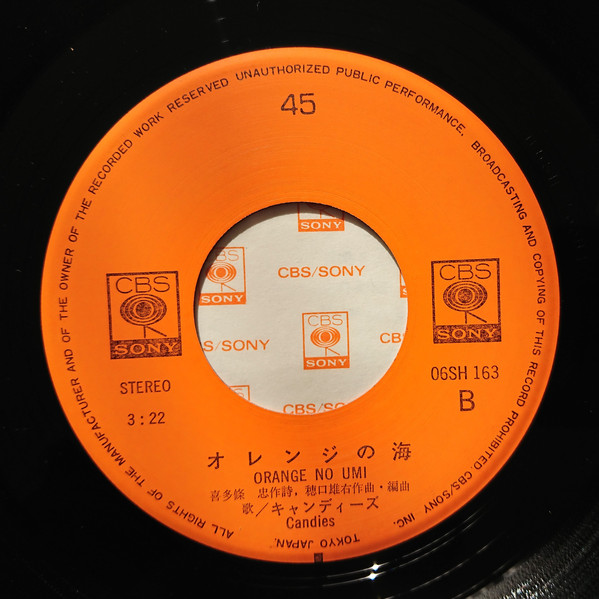 ALL RIGHTS OF THE MANUFACTURER AND OF THE OWNER OF THE RECORDED WORK RESERVED UNAUTHORIZED PUBLIC PERFORMANCE, BROADCASTING AND COPYING OF THIS RECORD PROHIBITED. CBS/SONY INC. TOKYO JAPAN.
45
SONY
CBS/SONY
SONY
CBS
SONY
CBS
SONY
S/SONY
CBS
SONY
CBS
CBS/SO
STEREO
3:22
06SH 163
B
オレンジの海
ORANGE NO UMI
喜多條 忠作詩, 穂口雄右作曲・編曲
歌/キャンディーズ
Candies